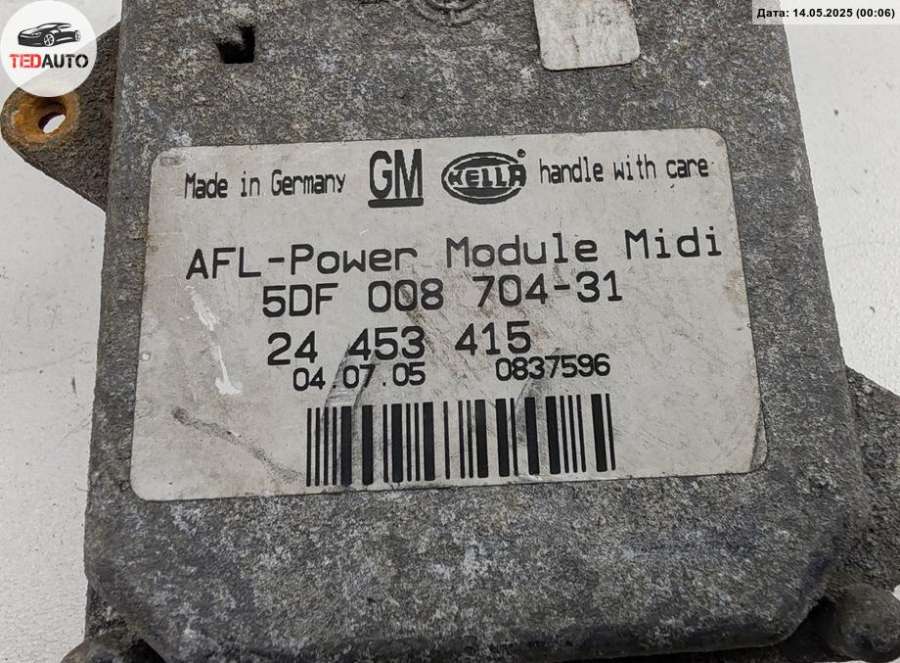 Дата: 14.05.2025 (00:06)
TEDAUTO
Made in Germany GM HELLA® handle with care
AFL-Power Module Midi
5DF 008 704-31
24 453 415
04.07.05 0837596